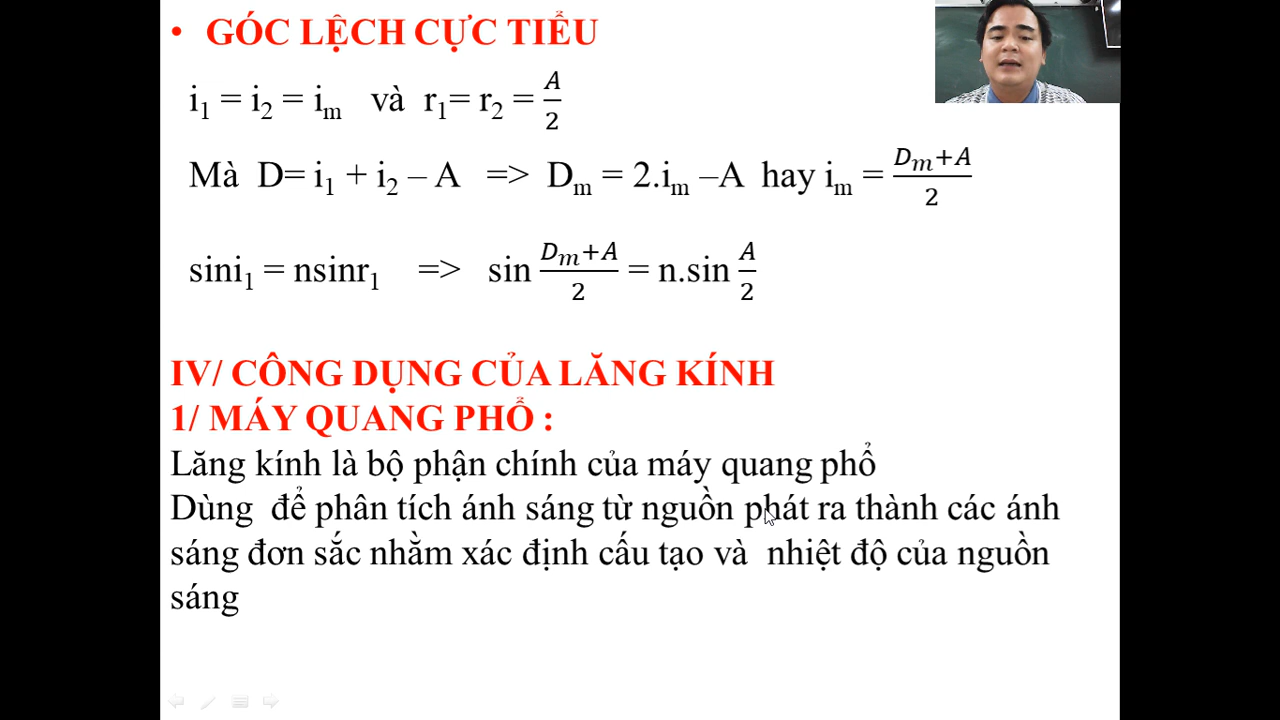 • GÓC LỆCH CỰC TIỂU
i₁ = i₂ = iₘ và r₁= r₂ = A/2
Mà D= i₁ + i₂ – A => Dₘ = 2.iₘ –A hay iₘ = (Dₘ+A)/2
sini₁ = nsinr₁ => sin (Dₘ+A)/2 = n.sin A/2
IV/ CÔNG DỤNG CỦA LĂNG KÍNH
1/ MÁY QUANG PHỔ :
Lăng kính là bộ phận chính của máy quang phổ
Dùng để phân tích ánh sáng từ nguồn phát ra thành các ánh
sáng đơn sắc nhằm xác định cấu tạo và nhiệt độ của nguồn
sáng